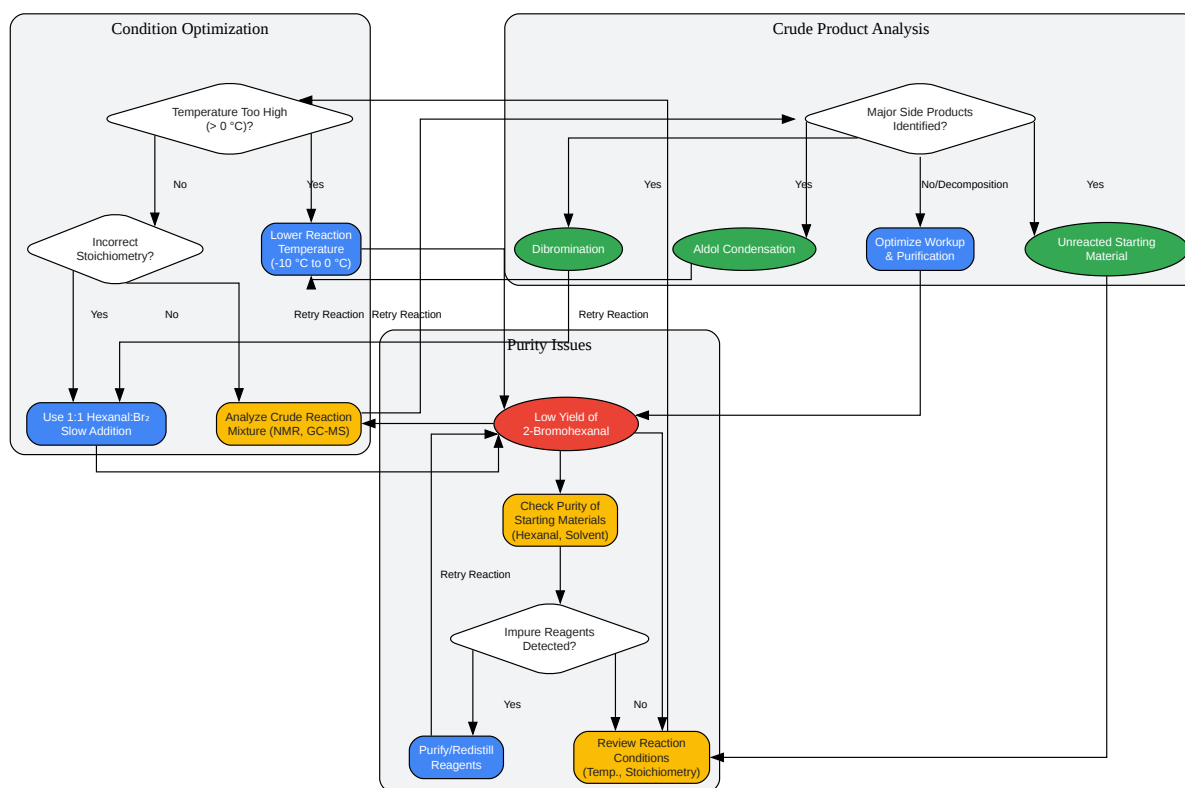 Condition Optimization
Crude Product Analysis
Temperature Too High
(> 0 °C)?
Major Side Products
Identified?
No
Yes
Yes
Yes
No/Decomposition
Yes
Incorrect
Stoichiometry?
Lower Reaction
Temperature
(-10 °C to 0 °C)
Dibromination
Aldol Condensation
Optimize Workup
& Purification
Unreacted Starting
Material
Yes
No
Retry Reaction
Retry Reaction
Retry Reaction
Purity Issues
Use 1:1 Hexanal:Br₂
Slow Addition
Analyze Crude Reaction
Mixture (NMR, GC-MS)
Low Yield of
2-Bromohexanal
Check Purity of
Starting Materials
(Hexanal, Solvent)
Retry Reaction
Impure Reagents
Detected?
Yes
No
Purify/Redistill
Reagents
Review Reaction
Conditions
(Temp., Stoichiometry)